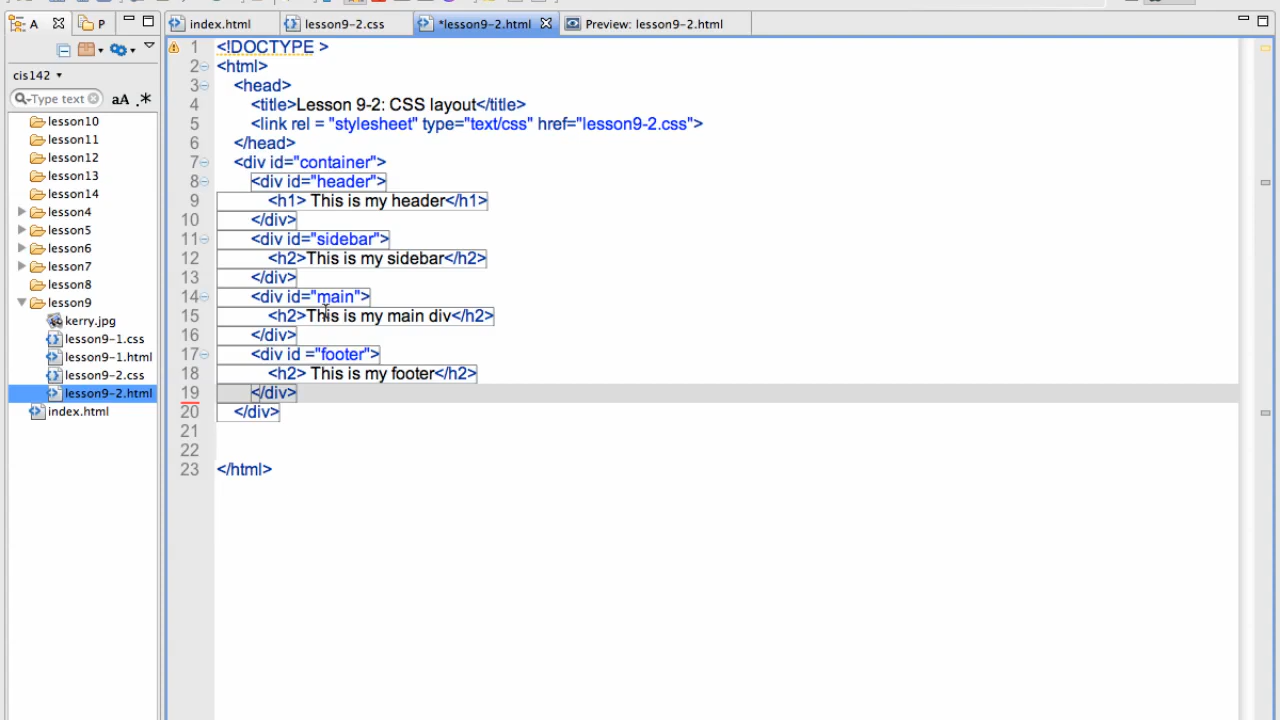 A
P
index.html
lesson9-2.css
*lesson9-2.html
Preview: lesson9-2.html
cis142
Type text
aA
.*
lesson10
lesson11
lesson12
lesson13
lesson14
lesson4
lesson5
lesson6
lesson7
lesson8
lesson9
kerry.jpg
lesson9-1.css
lesson9-1.html
lesson9-2.css
lesson9-2.html
index.html
1 <!DOCTYPE >
2 <html>
3 <head>
4 <title>Lesson 9-2: CSS layout</title>
5 <link rel = "stylesheet" type="text/css" href="lesson9-2.css">
6 </head>
7 <div id="container">
8 <div id="header">
9 <h1> This is my header</h1>
10 </div>
11 <div id="sidebar">
12 <h2>This is my sidebar</h2>
13 </div>
14 <div id="main">
15 <h2>This is my main div</h2>
16 </div>
17 <div id ="footer">
18 <h2> This is my footer</h2>
19 </div>
20 </div>
21
22
23 </html>